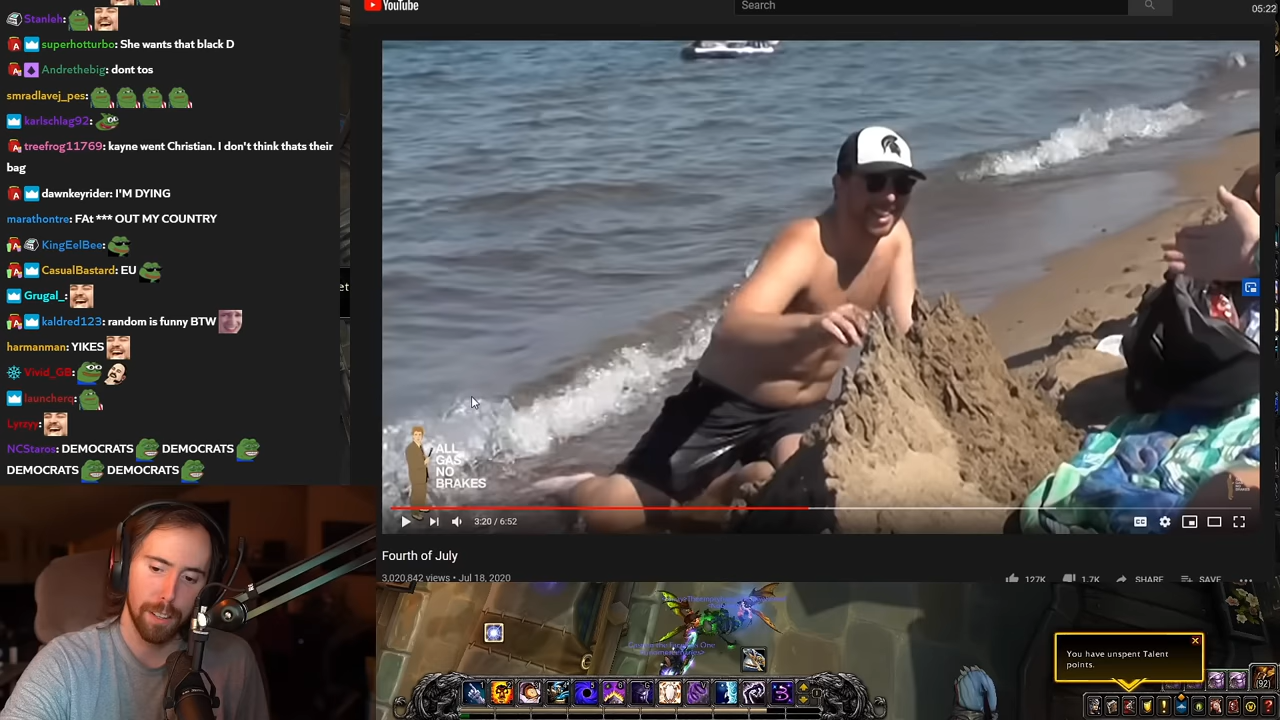 YouTube
Search
05:22
Stanleh:
superhotturbo: She wants that black D
Andrethebig: dont tos
smradlavej_pes:
karlschlag92:
treefrog11769: kayne went Christian. I don't think thats their
bag
dawnkeyrider: I'M DYING
marathontre: FAt *** OUT MY COUNTRY
KingEelBee:
CasualBastard: EU
Grugal_:
kaldred123: random is funny BTW
harmanman: YIKES
Vivid_GB:
launcherq:
Lyrzyy:
NCStaros: DEMOCRATS DEMOCRATS
DEMOCRATS DEMOCRATS
et
ALL
GAS
NO
BRAKES
3:20 / 6:52
CC
Fourth of July
3,020,842 views • Jul 18, 2020
127K
1.7K
SHARE
SAVE
You have unspent Talent
points.